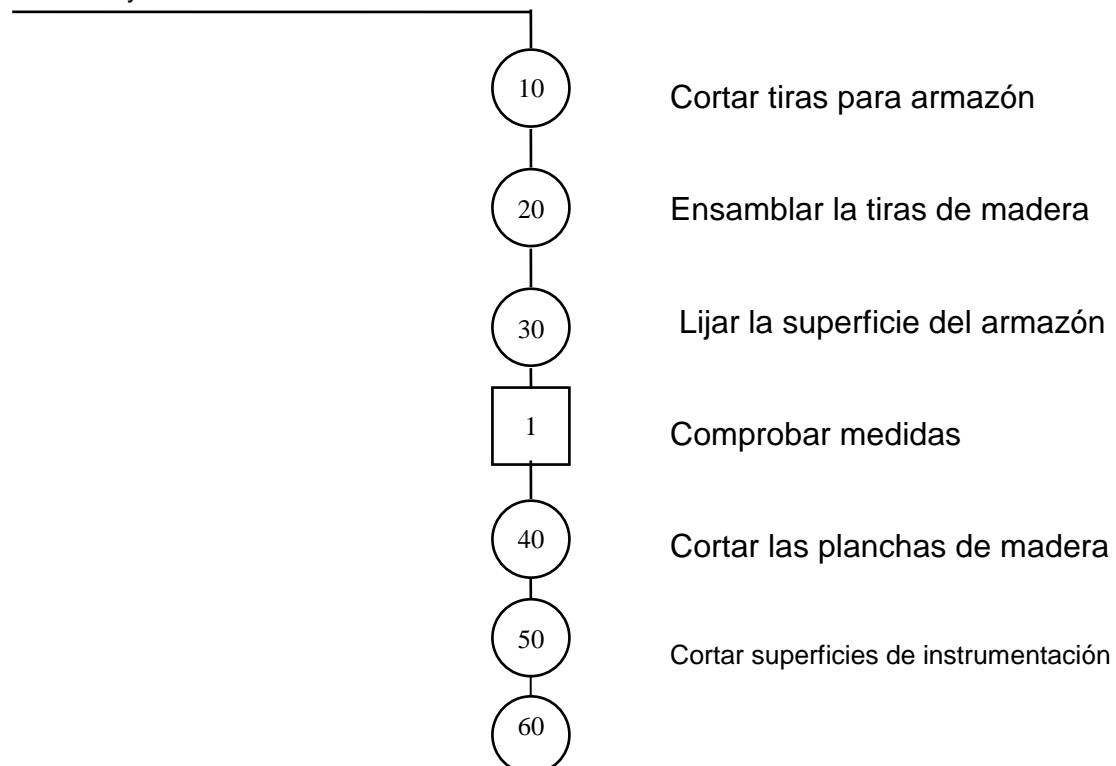 10 Cortar tiras para armazón
20 Ensamblar la tiras de madera
30 Lijar la superficie del armazón
1 Comprobar medidas
40 Cortar las planchas de madera
50 Cortar superficies de instrumentación
60